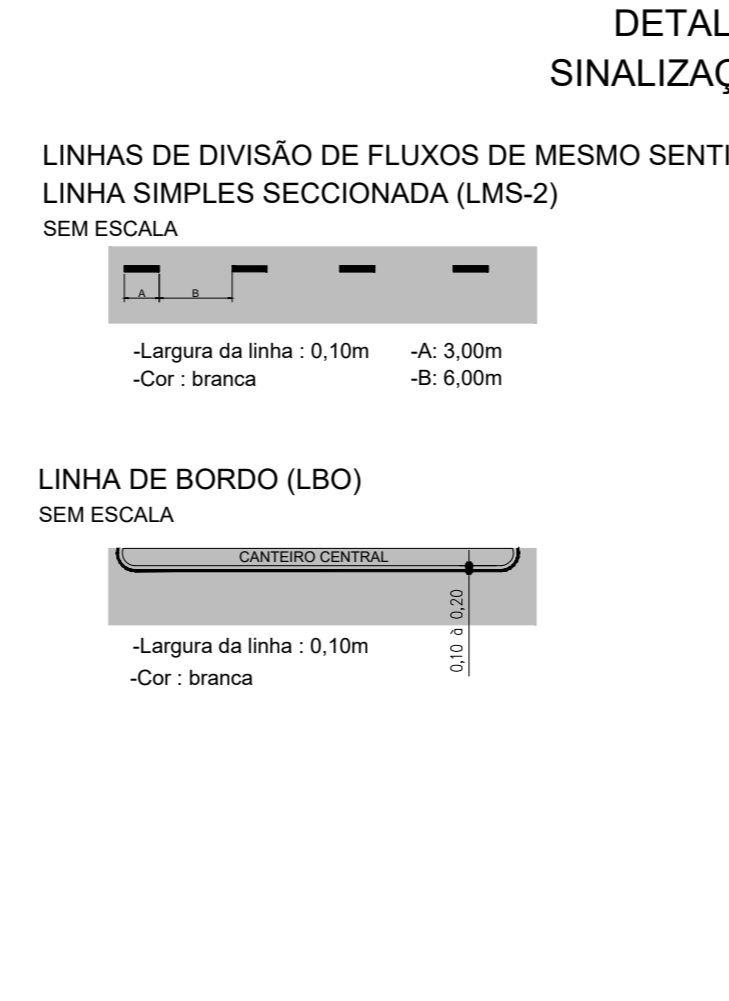 DETAL
SINALIZAÇ
LINHAS DE DIVISÃO DE FLUXOS DE MESMO SENTI
LINHA SIMPLES SECCIONADA (LMS-2)
SEM ESCALA
A B
-Largura da linha : 0,10m -A: 3,00m
-Cor : branca -B: 6,00m
LINHA DE BORDO (LBO)
SEM ESCALA
CANTEIRO CENTRAL
0,10 à 0,20
-Largura da linha : 0,10m
-Cor : branca